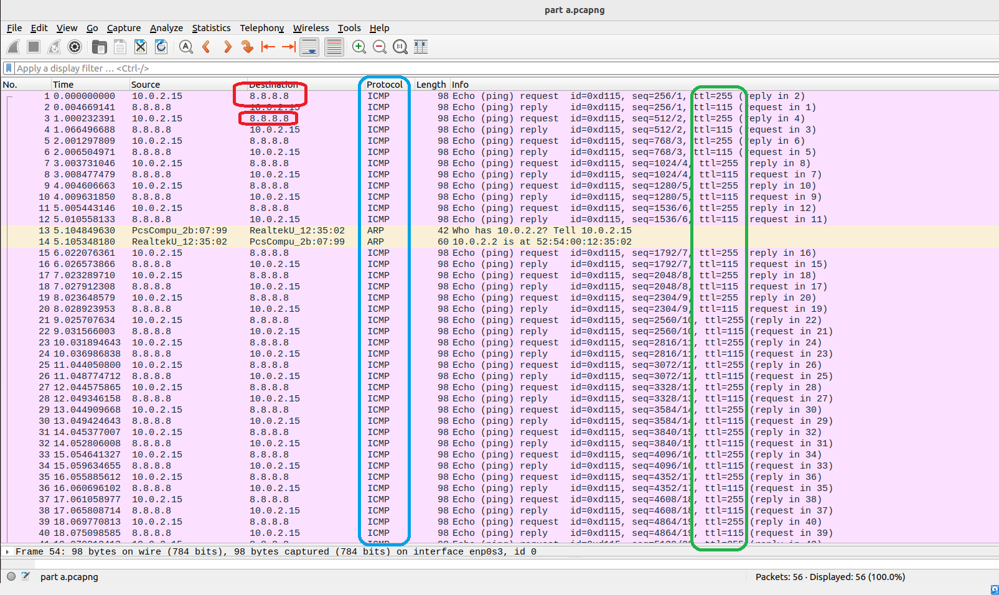 part a.pcapng
File Edit View Go Capture Analyze Statistics Telephony Wireless Tools Help
Apply a display filter … <Ctrl-/>
No. Time Source Destination Protocol Length Info
1 0.000000000 10.0.2.15 8.8.8.8 ICMP 98 Echo (ping) request id=0xd115, seq=256/1, ttl=255 (reply in 2)
2 0.004669141 8.8.8.8 10.0.2.15 ICMP 98 Echo (ping) reply id=0xd115, seq=256/1, ttl=115 (request in 1)
3 1.000232391 10.0.2.15 8.8.8.8 ICMP 98 Echo (ping) request id=0xd115, seq=512/2, ttl=255 (reply in 4)
4 1.066496688 8.8.8.8 10.0.2.15 ICMP 98 Echo (ping) reply id=0xd115, seq=512/2, ttl=115 (request in 3)
5 2.001297809 10.0.2.15 8.8.8.8 ICMP 98 Echo (ping) request id=0xd115, seq=768/3, ttl=255 (reply in 6)
6 2.006504971 8.8.8.8 10.0.2.15 ICMP 98 Echo (ping) reply id=0xd115, seq=768/3, ttl=115 (request in 5)
7 3.003731046 10.0.2.15 8.8.8.8 ICMP 98 Echo (ping) request id=0xd115, seq=1024/4, ttl=255 reply in 8)
8 3.008477479 8.8.8.8 10.0.2.15 ICMP 98 Echo (ping) reply id=0xd115, seq=1024/4, ttl=115 request in 7)
9 4.004606663 10.0.2.15 8.8.8.8 ICMP 98 Echo (ping) request id=0xd115, seq=1280/5, ttl=255 reply in 10)
10 4.009631850 8.8.8.8 10.0.2.15 ICMP 98 Echo (ping) reply id=0xd115, seq=1280/5, ttl=115 request in 9)
11 5.005443146 10.0.2.15 8.8.8.8 ICMP 98 Echo (ping) request id=0xd115, seq=1536/6, ttl=255 reply in 12)
12 5.010558133 8.8.8.8 10.0.2.15 ICMP 98 Echo (ping) reply id=0xd115, seq=1536/6, ttl=115 request in 11)
13 5.104849630 PcsCompu_2b:07:99 RealtekU_12:35:02 ARP 42 Who has 10.0.2.2? Tell 10.0.2.15
14 5.105348180 RealtekU_12:35:02 PcsCompu_2b:07:99 ARP 60 10.0.2.2 is at 52:54:00:12:35:02
15 6.022076361 10.0.2.15 8.8.8.8 ICMP 98 Echo (ping) request id=0xd115, seq=1792/7, ttl=255 reply in 16)
16 6.026573866 8.8.8.8 10.0.2.15 ICMP 98 Echo (ping) reply id=0xd115, seq=1792/7, ttl=115 request in 15)
17 7.023289710 10.0.2.15 8.8.8.8 ICMP 98 Echo (ping) request id=0xd115, seq=2048/8, ttl=255 reply in 18)
18 7.027912308 8.8.8.8 10.0.2.15 ICMP 98 Echo (ping) reply id=0xd115, seq=2048/8, ttl=115 request in 17)
19 8.023648579 10.0.2.15 8.8.8.8 ICMP 98 Echo (ping) request id=0xd115, seq=2304/9, ttl=255 reply in 20)
20 8.028923953 8.8.8.8 10.0.2.15 ICMP 98 Echo (ping) reply id=0xd115, seq=2304/9, ttl=115 request in 19)
21 9.025707634 10.0.2.15 8.8.8.8 ICMP 98 Echo (ping) request id=0xd115, seq=2560/10, ttl=255 (reply in 22)
22 9.031566003 8.8.8.8 10.0.2.15 ICMP 98 Echo (ping) reply id=0xd115, seq=2560/10, ttl=115 (request in 21)
23 10.031894643 10.0.2.15 8.8.8.8 ICMP 98 Echo (ping) request id=0xd115, seq=2816/11, ttl=255 (reply in 24)
24 10.036986838 8.8.8.8 10.0.2.15 ICMP 98 Echo (ping) reply id=0xd115, seq=2816/11, ttl=115 (request in 23)
25 11.044050800 10.0.2.15 8.8.8.8 ICMP 98 Echo (ping) request id=0xd115, seq=3072/12, ttl=255 (reply in 26)
26 11.048774712 8.8.8.8 10.0.2.15 ICMP 98 Echo (ping) reply id=0xd115, seq=3072/12, ttl=115 (request in 25)
27 12.044575865 10.0.2.15 8.8.8.8 ICMP 98 Echo (ping) request id=0xd115, seq=3328/13, ttl=255 (reply in 28)
28 12.049346158 8.8.8.8 10.0.2.15 ICMP 98 Echo (ping) reply id=0xd115, seq=3328/13, ttl=115 (request in 27)
29 13.044909668 10.0.2.15 8.8.8.8 ICMP 98 Echo (ping) request id=0xd115, seq=3584/14, ttl=255 (reply in 30)
30 13.049424643 8.8.8.8 10.0.2.15 ICMP 98 Echo (ping) reply id=0xd115, seq=3584/14, ttl=115 (request in 29)
31 14.045377007 10.0.2.15 8.8.8.8 ICMP 98 Echo (ping) request id=0xd115, seq=3840/15, ttl=255 (reply in 32)
32 14.052806008 8.8.8.8 10.0.2.15 ICMP 98 Echo (ping) reply id=0xd115, seq=3840/15, ttl=115 (request in 31)
33 15.054641327 10.0.2.15 8.8.8.8 ICMP 98 Echo (ping) request id=0xd115, seq=4096/16, ttl=255 (reply in 34)
34 15.059634655 8.8.8.8 10.0.2.15 ICMP 98 Echo (ping) reply id=0xd115, seq=4096/16, ttl=115 (request in 33)
35 16.055885612 10.0.2.15 8.8.8.8 ICMP 98 Echo (ping) request id=0xd115, seq=4352/17, ttl=255 (reply in 36)
36 16.060696102 8.8.8.8 10.0.2.15 ICMP 98 Echo (ping) reply id=0xd115, seq=4352/17, ttl=115 (request in 35)
37 17.061058977 10.0.2.15 8.8.8.8 ICMP 98 Echo (ping) request id=0xd115, seq=4608/18, ttl=255 (reply in 38)
38 17.065808714 8.8.8.8 10.0.2.15 ICMP 98 Echo (ping) reply id=0xd115, seq=4608/18, ttl=115 (request in 37)
39 18.069770813 10.0.2.15 8.8.8.8 ICMP 98 Echo (ping) request id=0xd115, seq=4864/19, ttl=255 (reply in 40)
40 18.075098585 8.8.8.8 10.0.2.15 ICMP 98 Echo (ping) reply id=0xd115, seq=4864/19, ttl=115 (request in 39)
Frame 54: 98 bytes on wire (784 bits), 98 bytes captured (784 bits) on interface enp0s3, id 0
part a.pcapng Packets: 56 · Displayed: 56 (100.0%)